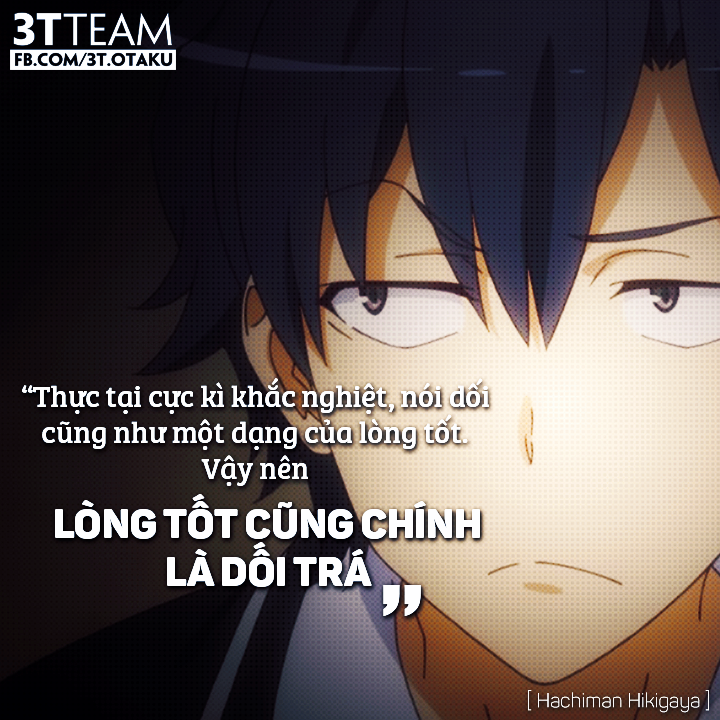 3TTEAM
FB.COM/3T.OTAKU
“Thực tại cực kì khắc nghiệt, nói dối
cũng như một dạng của lòng tốt.
Vậy nên
LÒNG TỐT CŨNG CHÍNH
LÀ DỐI TRÁ
”
[ Hachiman Hikigaya ]